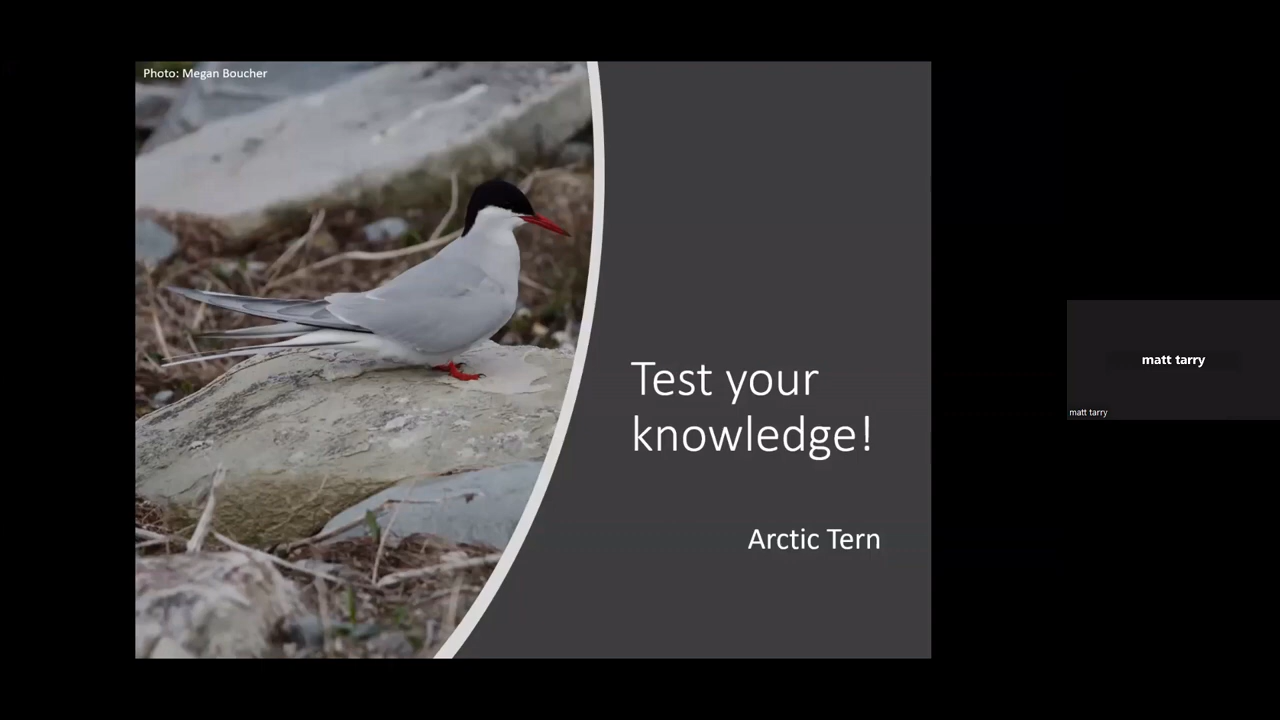 Photo: Megan Boucher
Test your
knowledge!
Arctic Tern
matt tarry
matt tarry